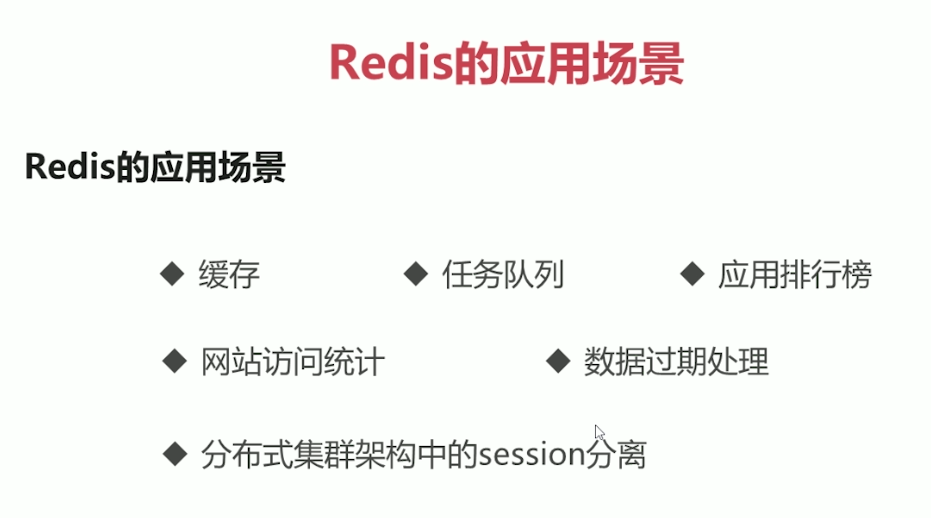 Redis的应用场景
Redis的应用场景
◆ 缓存 ◆ 任务队列 ◆ 应用排行榜
◆ 网站访问统计 ◆ 数据过期处理
◆ 分布式集群架构中的session分离